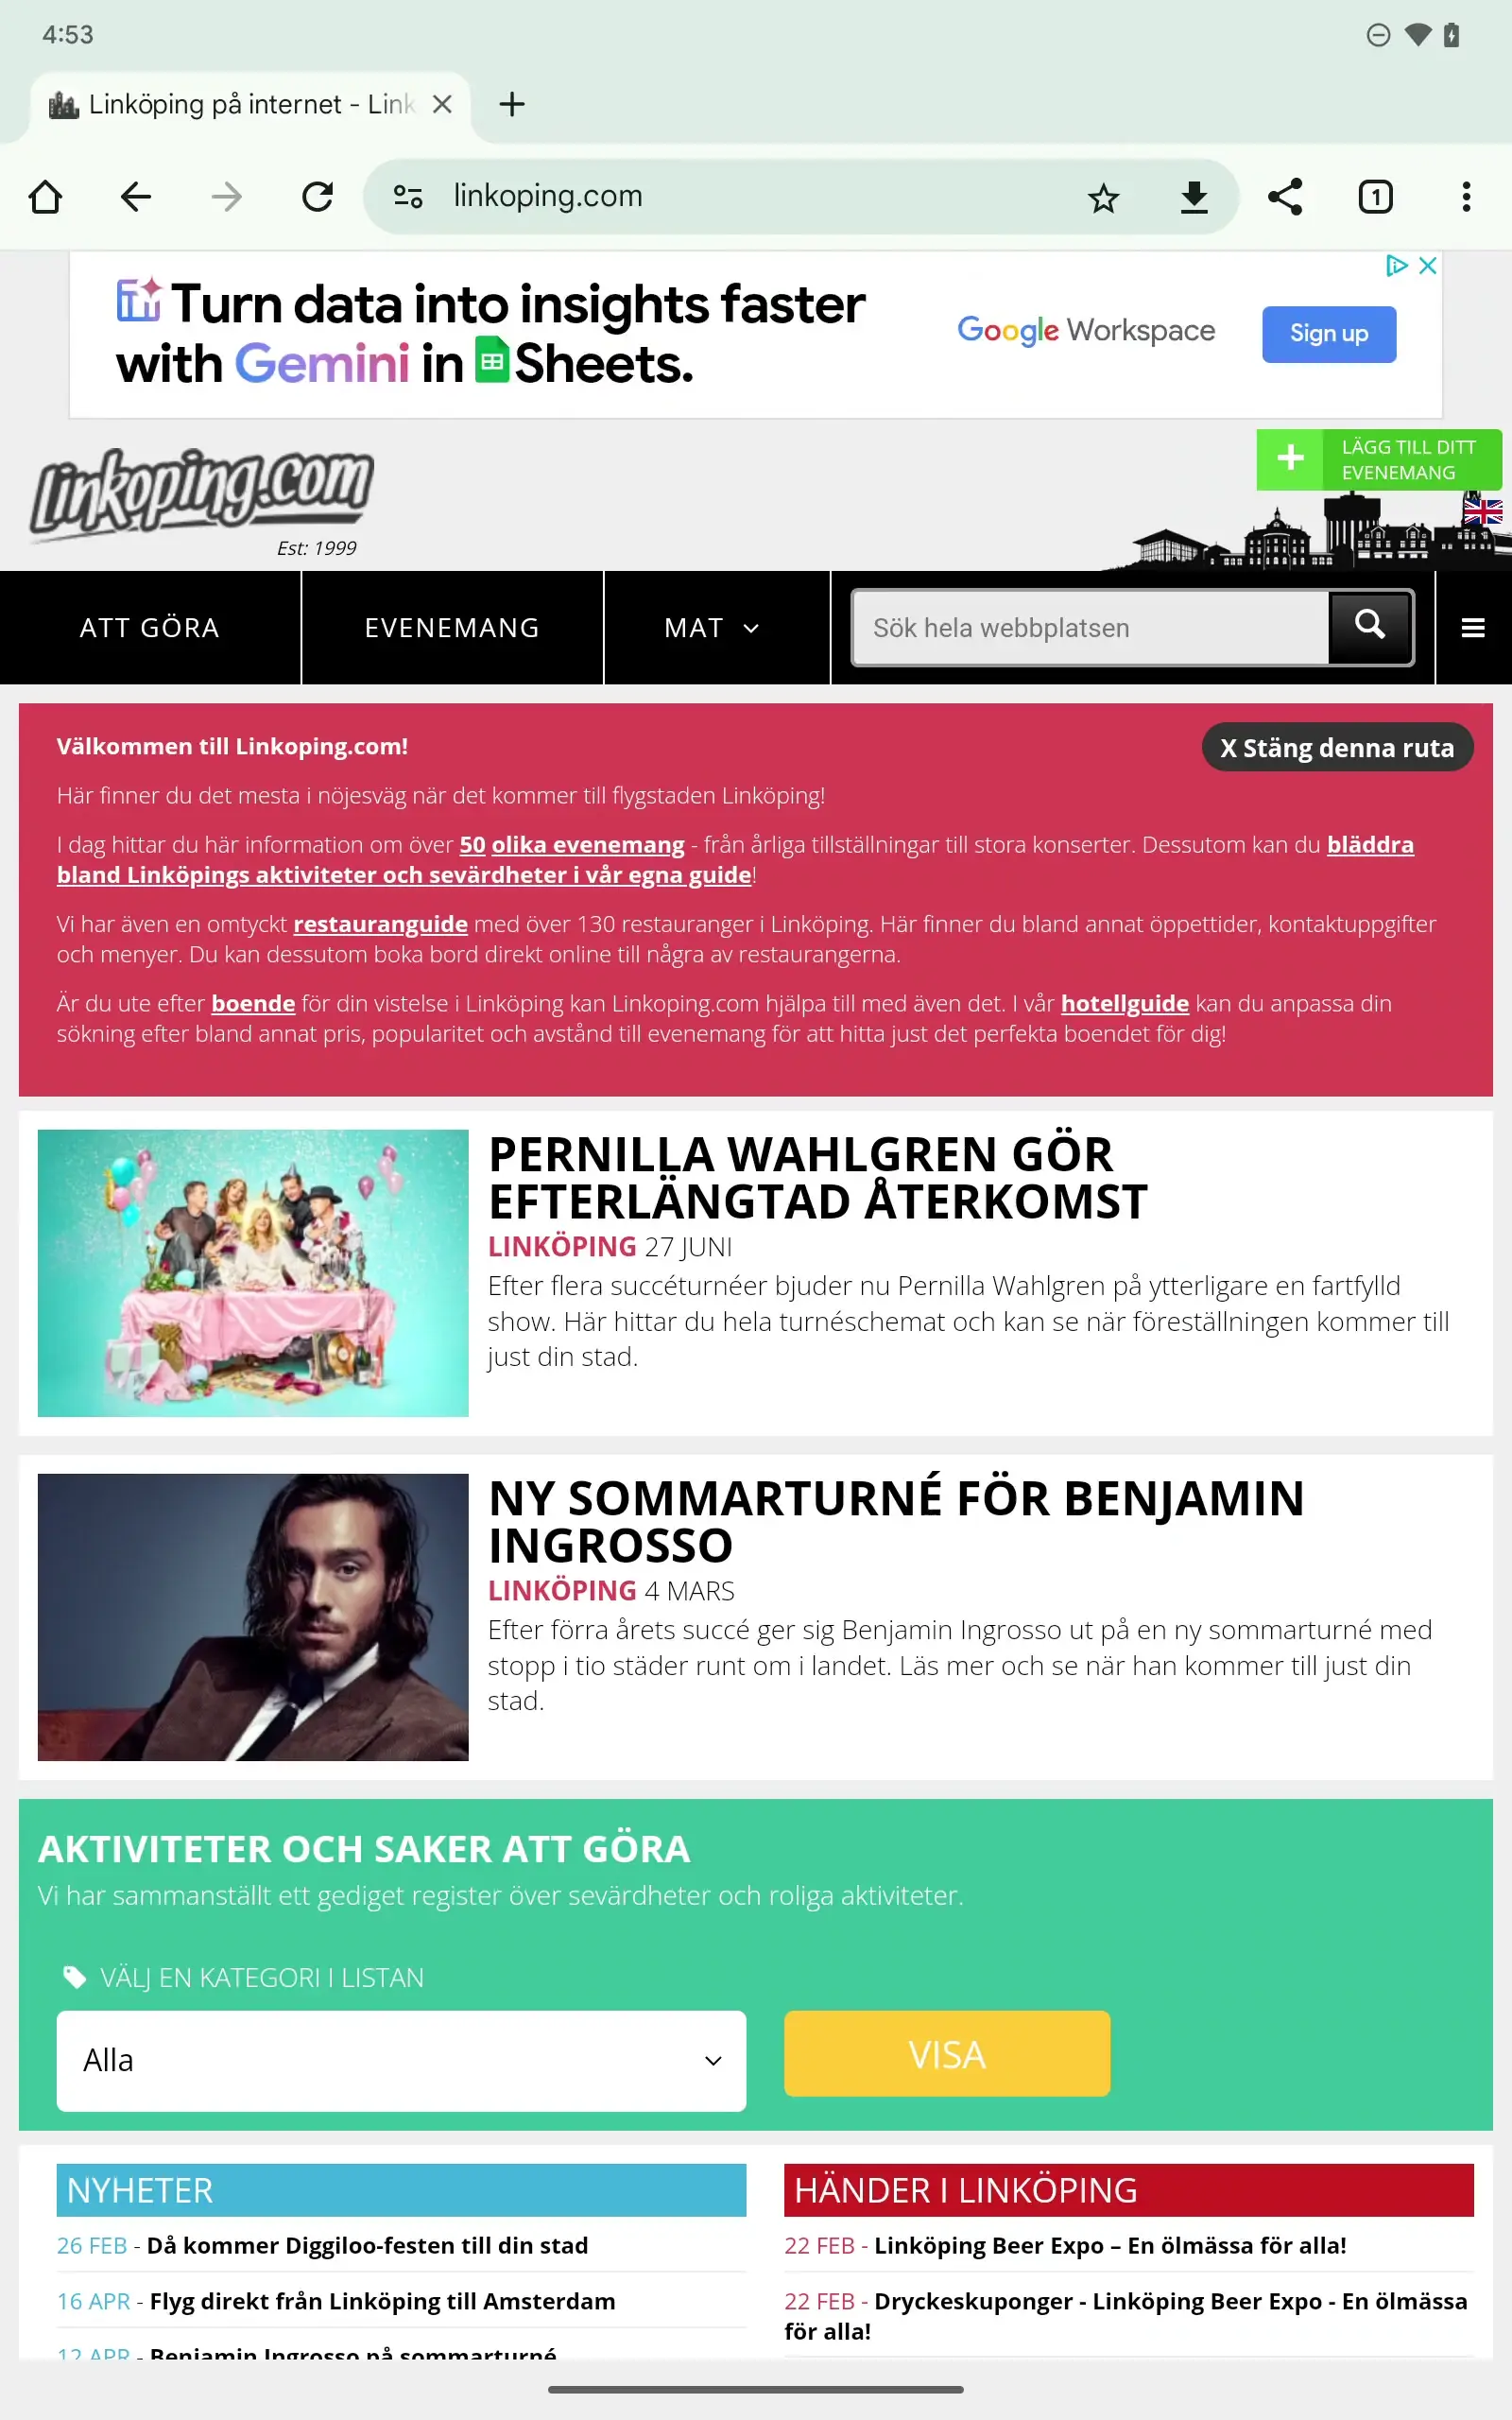 4:53
Linköping på internet - Link
linkoping.com
1
Turn data into insights faster
with Gemini in Sheets.
Google Workspace
Sign up
linkoping.com
Est: 1999
LÄGG TILL DITT
EVENEMANG
ATT GÖRA
EVENEMANG
MAT
Sök hela webbplatsen
Välkommen till Linkoping.com!
X Stäng denna ruta
Här finner du det mesta i nöjesväg när det kommer till flygstaden Linköping!
I dag hittar du här information om över 50 olika evenemang - från årliga tillställningar till stora konserter. Dessutom kan du bläddra
bland Linköpings aktiviteter och sevärdheter i vår egna guide!
Vi har även en omtyckt restauranguide med över 130 restauranger i Linköping. Här finner du bland annat öppettider, kontaktuppgifter
och menyer. Du kan dessutom boka bord direkt online till några av restaurangerna.
Är du ute efter boende för din vistelse i Linköping kan Linkoping.com hjälpa till med även det. I vår hotellguide kan du anpassa din
sökning efter bland annat pris, popularitet och avstånd till evenemang för att hitta just det perfekta boendet för dig!
PERNILLA WAHLGREN GÖR
EFTERLÄNGTAD ÅTERKOMST
LINKÖPING 27 JUNI
Efter flera succéturnéer bjuder nu Pernilla Wahlgren på ytterligare en fartfylld
show. Här hittar du hela turnéschemat och kan se när föreställningen kommer till
just din stad.
NY SOMMARTURNÉ FÖR BENJAMIN
INGROSSO
LINKÖPING 4 MARS
Efter förra årets succé ger sig Benjamin Ingrosso ut på en ny sommarturné med
stopp i tio städer runt om i landet. Läs mer och se när han kommer till just din
stad.
AKTIVITETER OCH SAKER ATT GÖRA
Vi har sammanställt ett gediget register över sevärdheter och roliga aktiviteter.
VÄLJ EN KATEGORI I LISTAN
Alla
VISA
NYHETER
26 FEB - Då kommer Diggiloo-festen till din stad
16 APR - Flyg direkt från Linköping till Amsterdam
12 APR - Benjamin Ingrosso på sommarturné
HÄNDER I LINKÖPING
22 FEB - Linköping Beer Expo – En ölmässa för alla!
22 FEB - Dryckeskuponger - Linköping Beer Expo - En ölmässa
för alla!